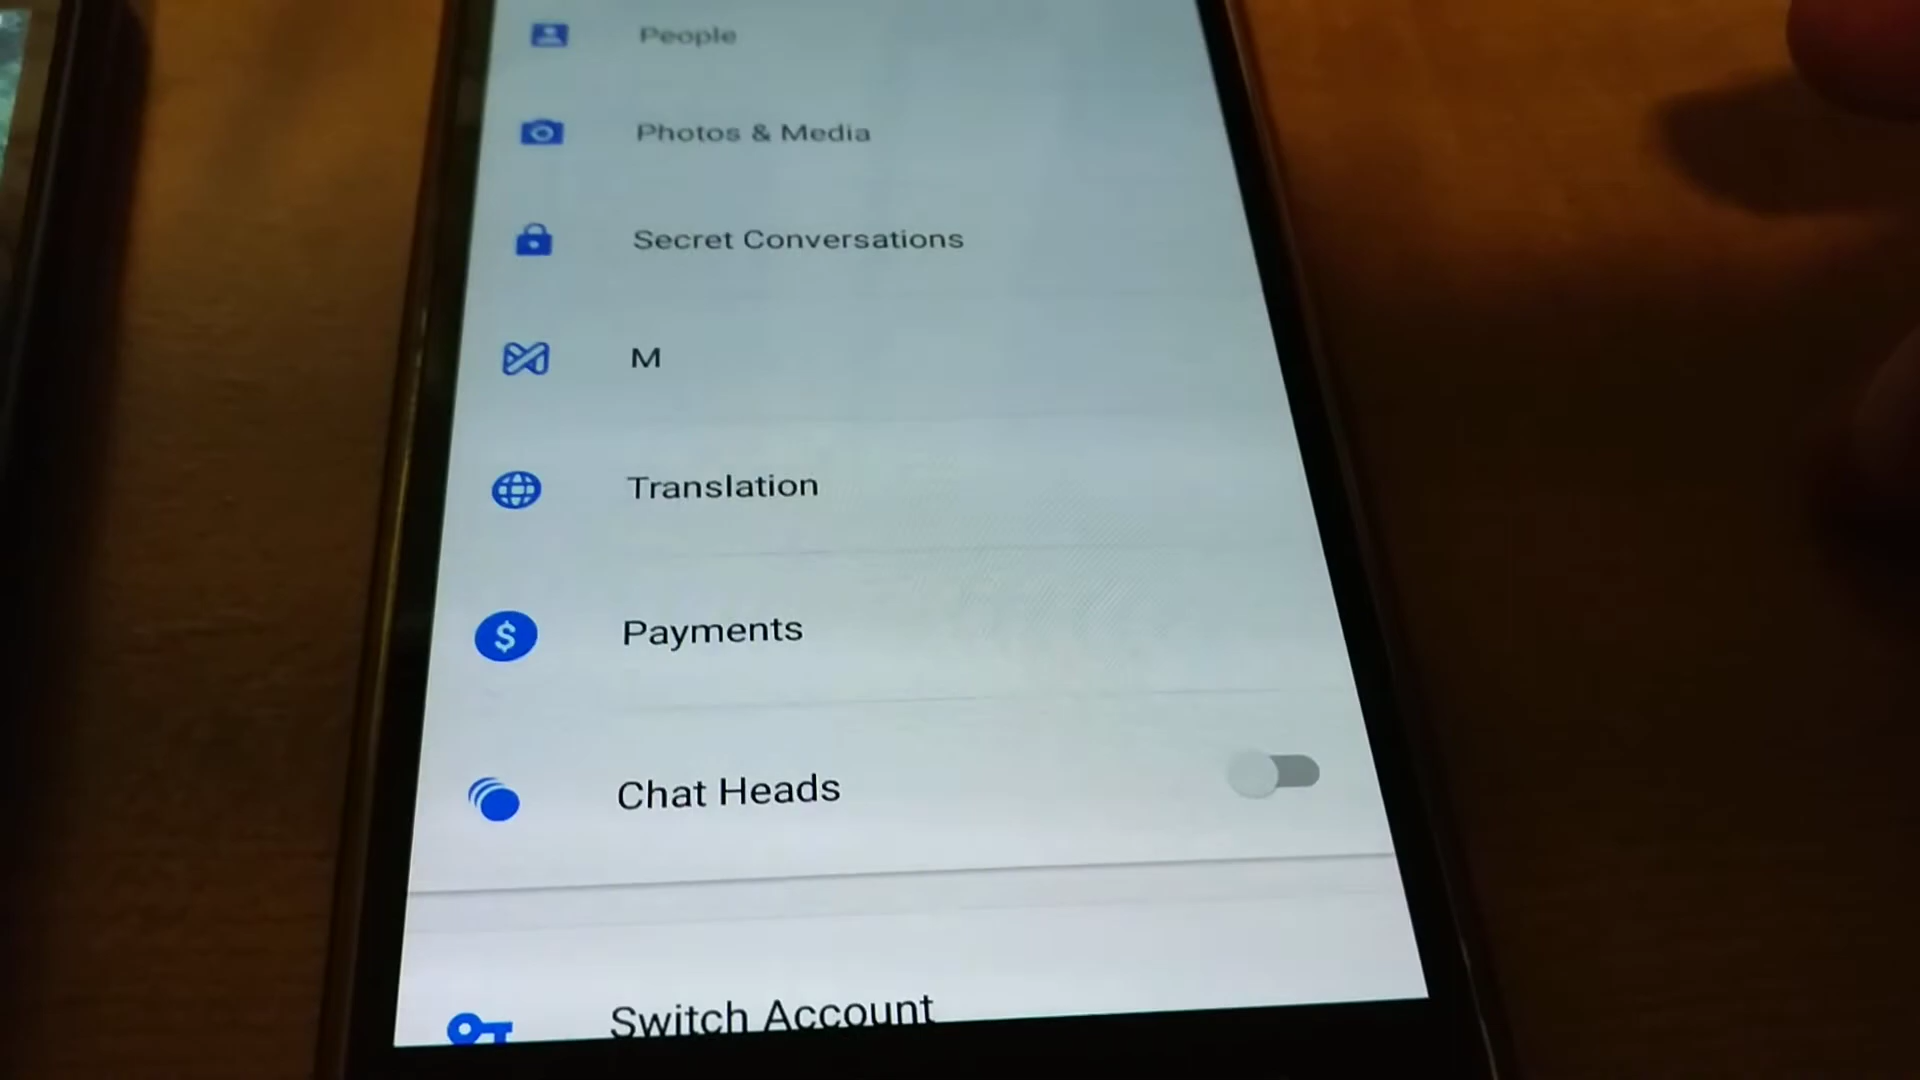 People
Photos & Media
Secret Conversations
M
Translation
$
Payments
Chat Heads
Switch Account